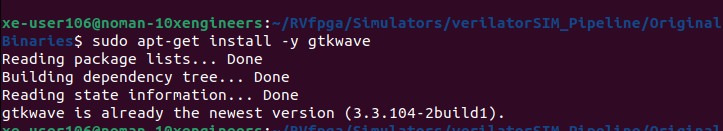 xe-user106@noman-10xengineers:~/RVfpga/Simulators/verilatorSIM_Pipeline/Original
Binaries$ sudo apt-get install -y gtkwave
Reading package lists... Done
Building dependency tree... Done
Reading state information... Done
gtkwave is already the newest version (3.3.104-2build1).
xe-user106@noman-10xengineers:~/RVfpga/Simulators/verilatorSIM_Pipeline/Original